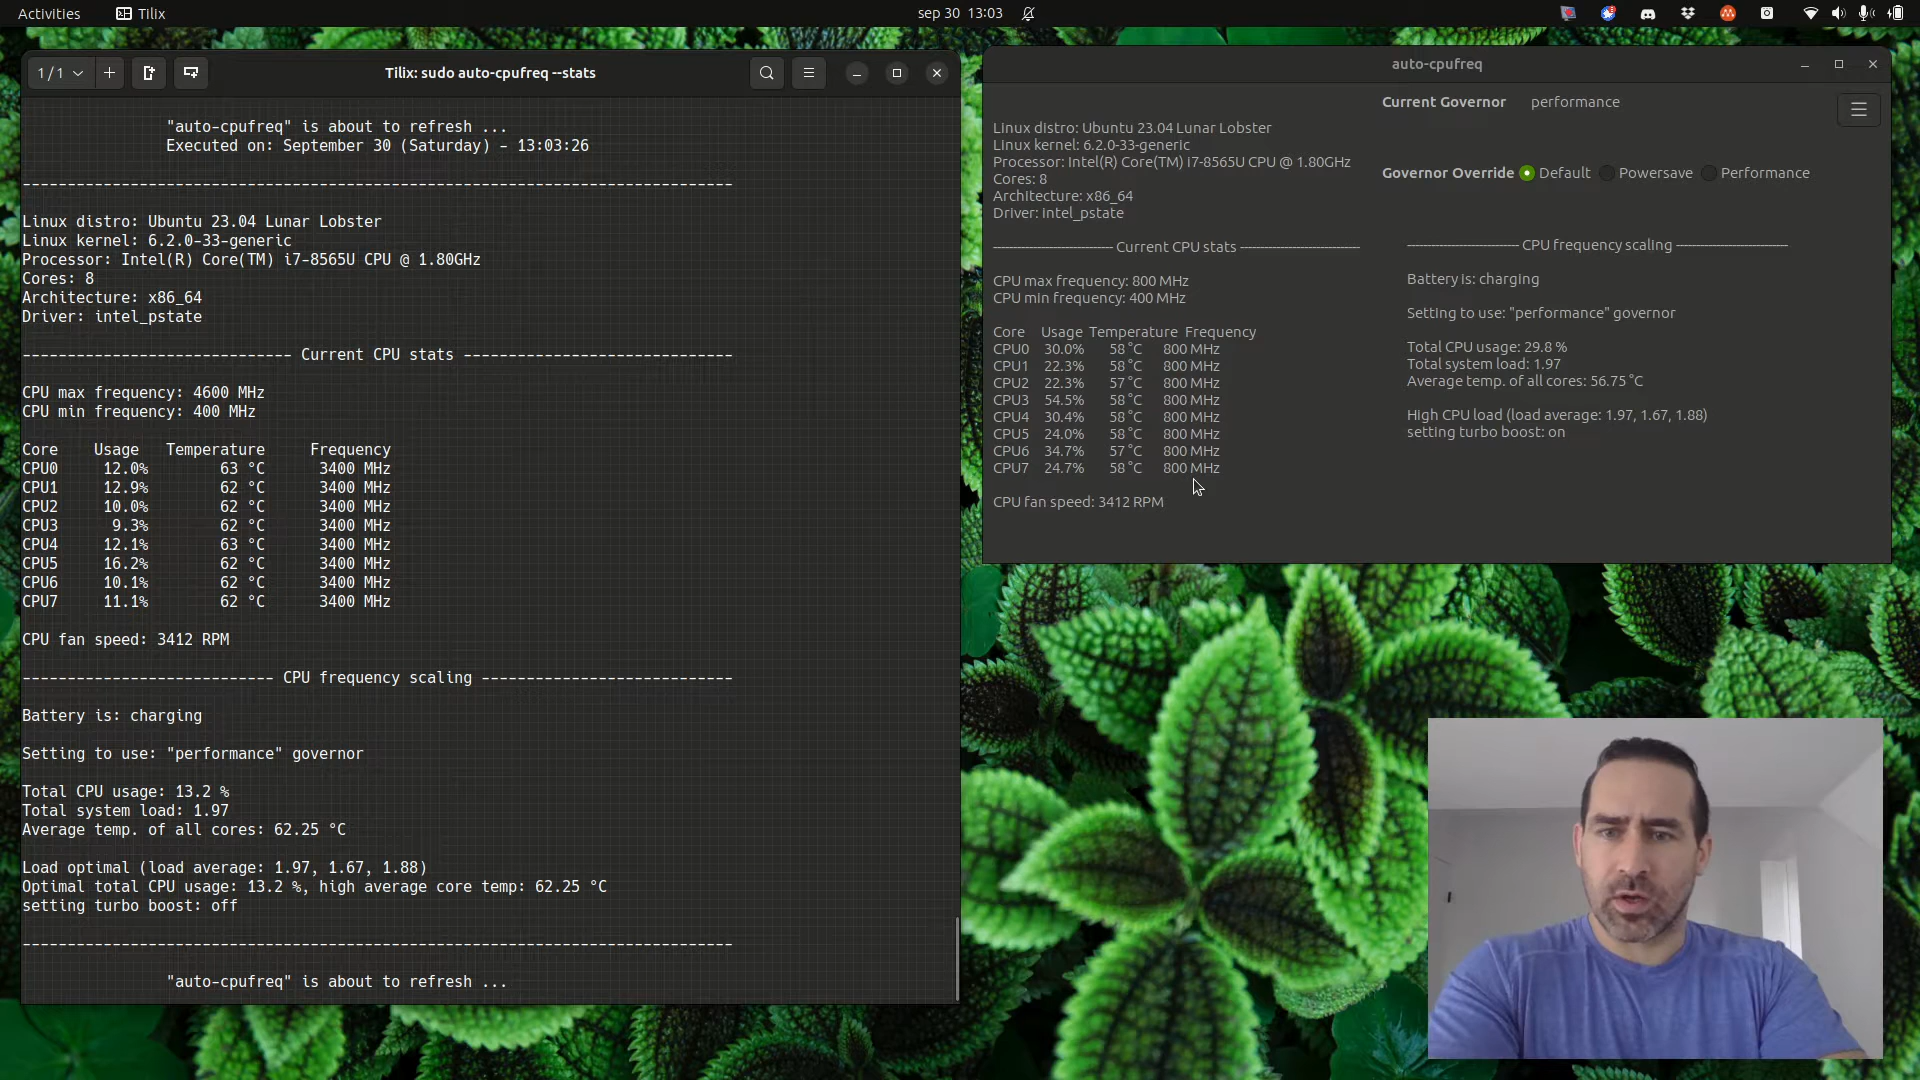 Activities
Tilix
sep 30 13:03
1 / 1
Tilix: sudo auto-cpufreq --stats
"auto-cpufreq" is about to refresh ...
Executed on: September 30 (Saturday) - 13:03:26
-------------------------------------------------------------------------------
Linux distro: Ubuntu 23.04 Lunar Lobster
Linux kernel: 6.2.0-33-generic
Processor: Intel(R) Core(TM) i7-8565U CPU @ 1.80GHz
Cores: 8
Architecture: x86_64
Driver: intel_pstate
------------------------------ Current CPU stats ------------------------------
CPU max frequency: 4600 MHz
CPU min frequency: 400 MHz
Core Usage Temperature Frequency
CPU0 12.0% 63 °C 3400 MHz
CPU1 12.9% 62 °C 3400 MHz
CPU2 10.0% 62 °C 3400 MHz
CPU3 9.3% 62 °C 3400 MHz
CPU4 12.1% 63 °C 3400 MHz
CPU5 16.2% 62 °C 3400 MHz
CPU6 10.1% 62 °C 3400 MHz
CPU7 11.1% 62 °C 3400 MHz
CPU fan speed: 3412 RPM
---------------------------- CPU frequency scaling ----------------------------
Battery is: charging
Setting to use: "performance" governor
Total CPU usage: 13.2 %
Total system load: 1.97
Average temp. of all cores: 62.25 °C
Load optimal (load average: 1.97, 1.67, 1.88)
Optimal total CPU usage: 13.2 %, high average core temp: 62.25 °C
setting turbo boost: off
-------------------------------------------------------------------------------
"auto-cpufreq" is about to refresh ...
auto-cpufreq
Current Governor performance
Governor Override Default Powersave Performance
Linux distro: Ubuntu 23.04 Lunar Lobster
Linux kernel: 6.2.0-33-generic
Processor: Intel(R) Core(TM) i7-8565U CPU @ 1.80GHz
Cores: 8
Architecture: x86_64
Driver: intel_pstate
------------------------------ Current CPU stats ------------------------------
CPU max frequency: 800 MHz
CPU min frequency: 400 MHz
Core Usage Temperature Frequency
CPU0 30.0% 58 °C 800 MHz
CPU1 22.3% 58 °C 800 MHz
CPU2 22.3% 57 °C 800 MHz
CPU3 54.5% 58 °C 800 MHz
CPU4 30.4% 58 °C 800 MHz
CPU5 24.0% 58 °C 800 MHz
CPU6 34.7% 57 °C 800 MHz
CPU7 24.7% 58 °C 800 MHz
CPU fan speed: 3412 RPM
---------------------------- CPU frequency scaling ----------------------------
Battery is: charging
Setting to use: "performance" governor
Total CPU usage: 29.8 %
Total system load: 1.97
Average temp. of all cores: 56.75 °C
High CPU load (load average: 1.97, 1.67, 1.88)
setting turbo boost: on